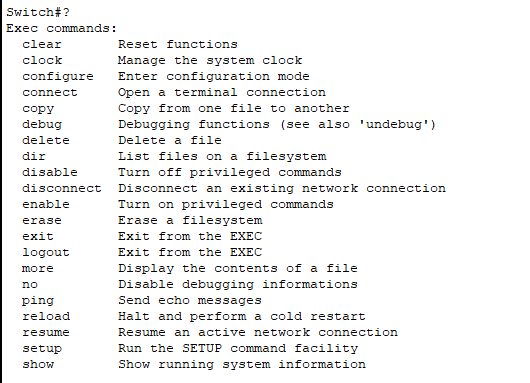 Switch#?
Exec commands:
  clear       Reset functions
  clock       Manage the system clock
  configure   Enter configuration mode
  connect     Open a terminal connection
  copy        Copy from one file to another
  debug       Debugging functions (see also 'undebug')
  delete      Delete a file
  dir         List files on a filesystem
  disable     Turn off privileged commands
  disconnect  Disconnect an existing network connection
  enable      Turn on privileged commands
  erase       Erase a filesystem
  exit        Exit from the EXEC
  logout      Exit from the EXEC
  more        Display the contents of a file
  no          Disable debugging informations
  ping        Send echo messages
  reload      Halt and perform a cold restart
  resume      Resume an active network connection
  setup       Run the SETUP command facility
  show        Show running system information